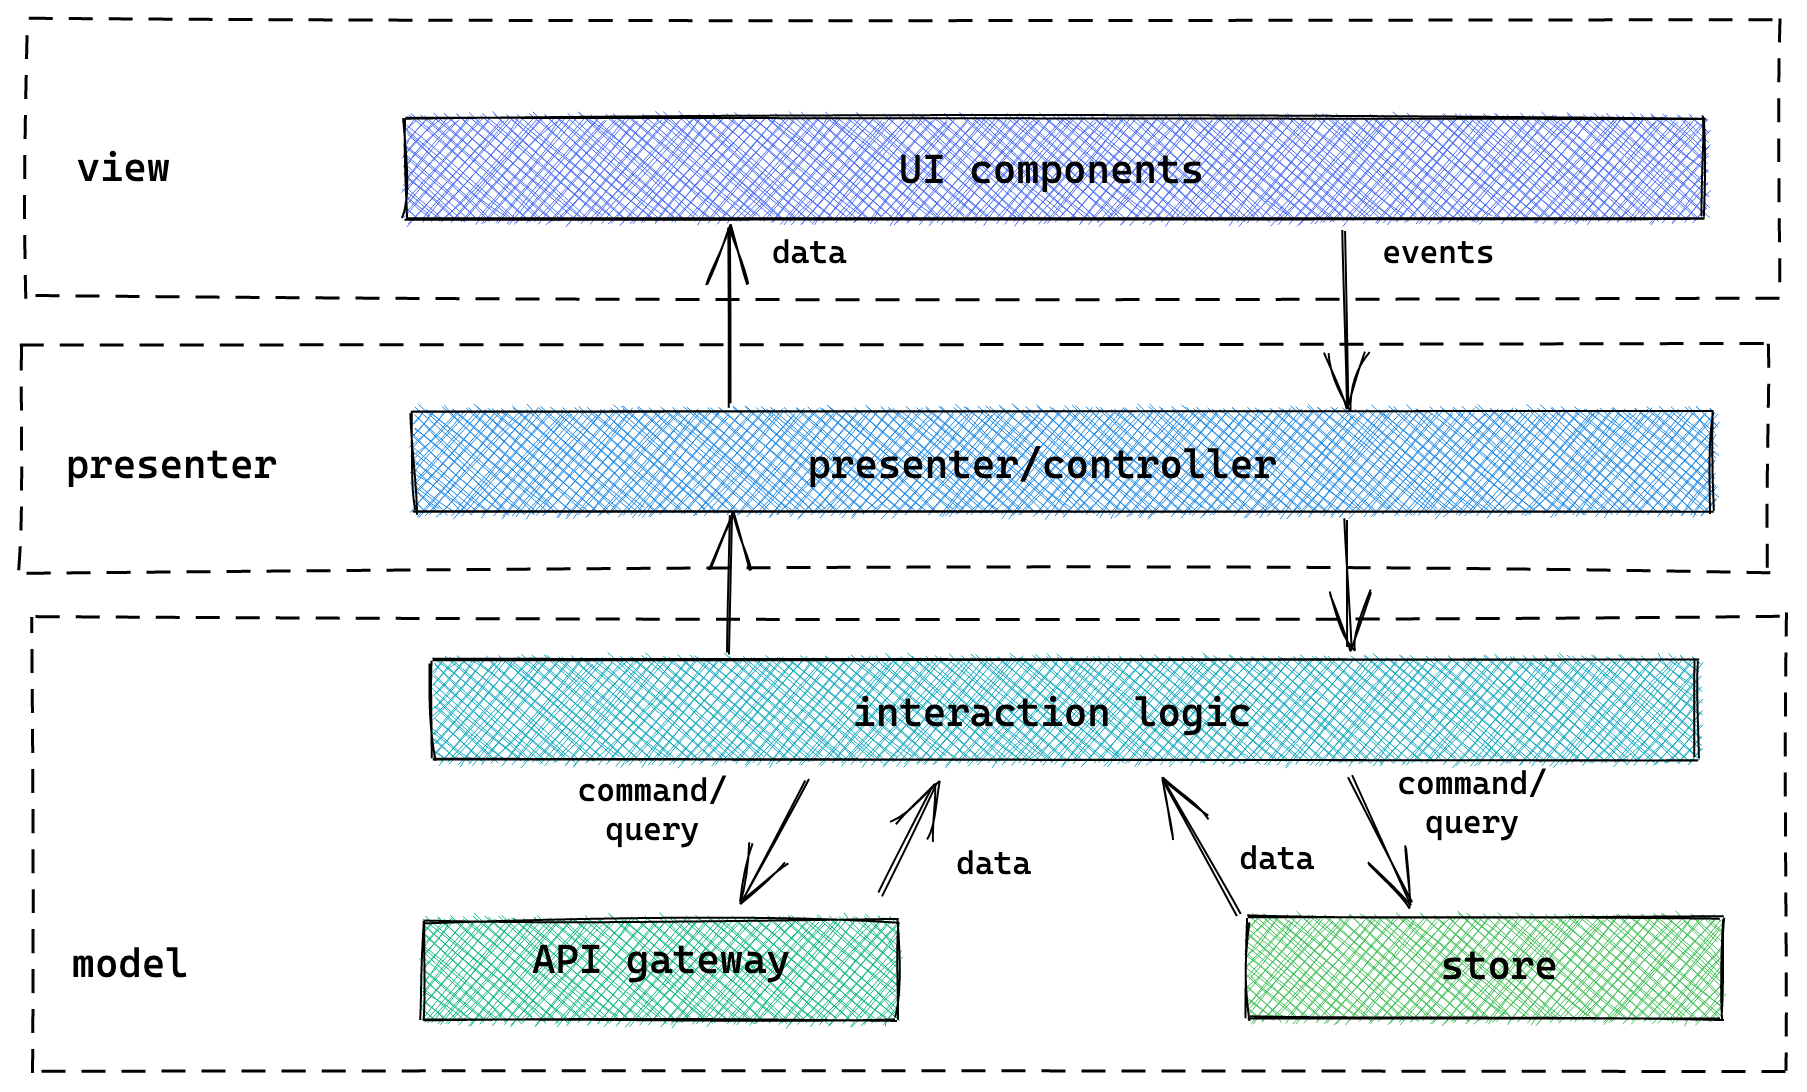 view
UI components
data
events
presenter
presenter/controller
interaction logic
command/
query
data
data
command/
query
model
API gateway
store